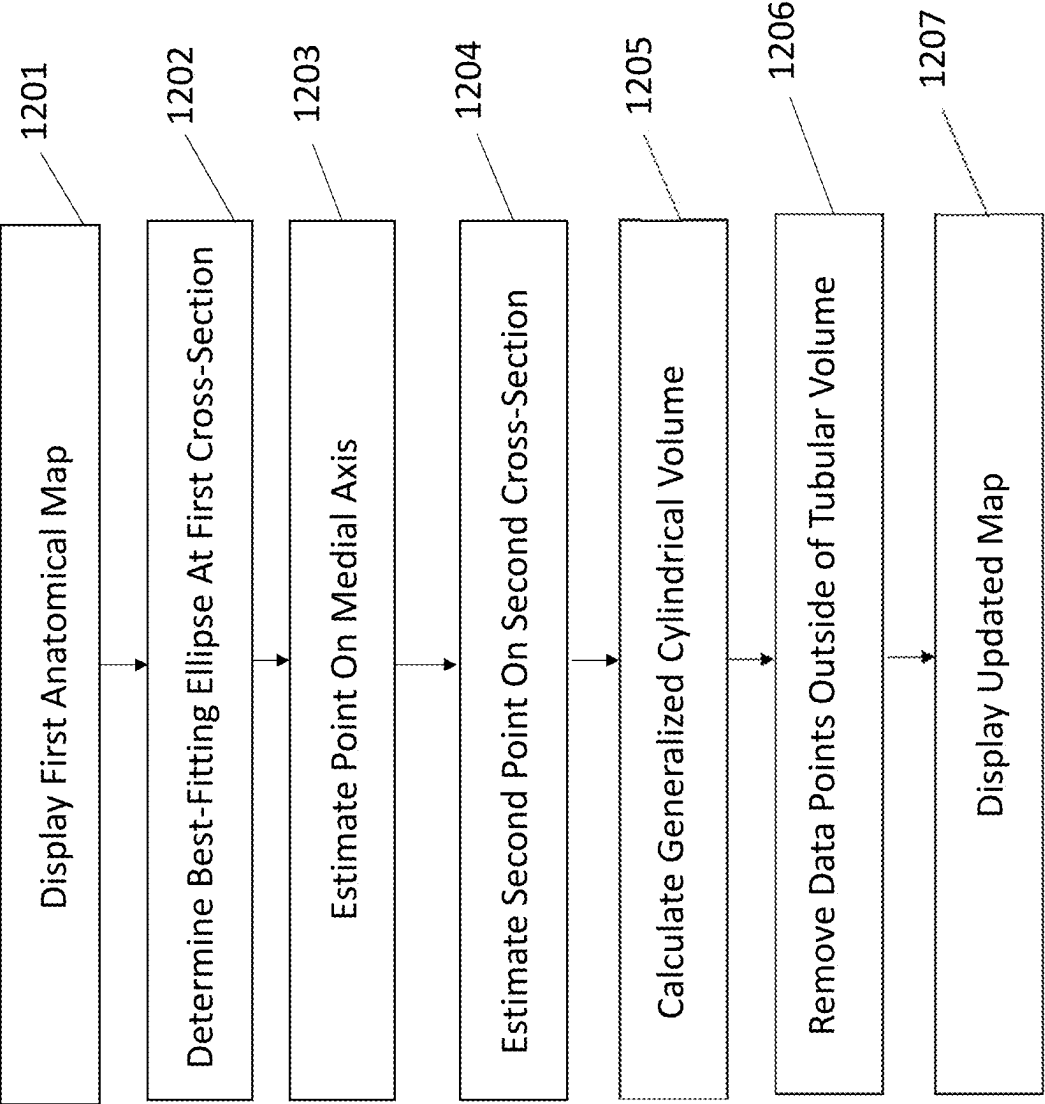 1201
Display First Anatomical Map
1202
Determine Best-Fitting Ellipse At First Cross-Section
1203
Estimate Point On Medial Axis
1204
Estimate Second Point On Second Cross-Section
1205
Calculate Generalized Cylindrical Volume
1206
Remove Data Points Outside of Tubular Volume
1207
Display Updated Map